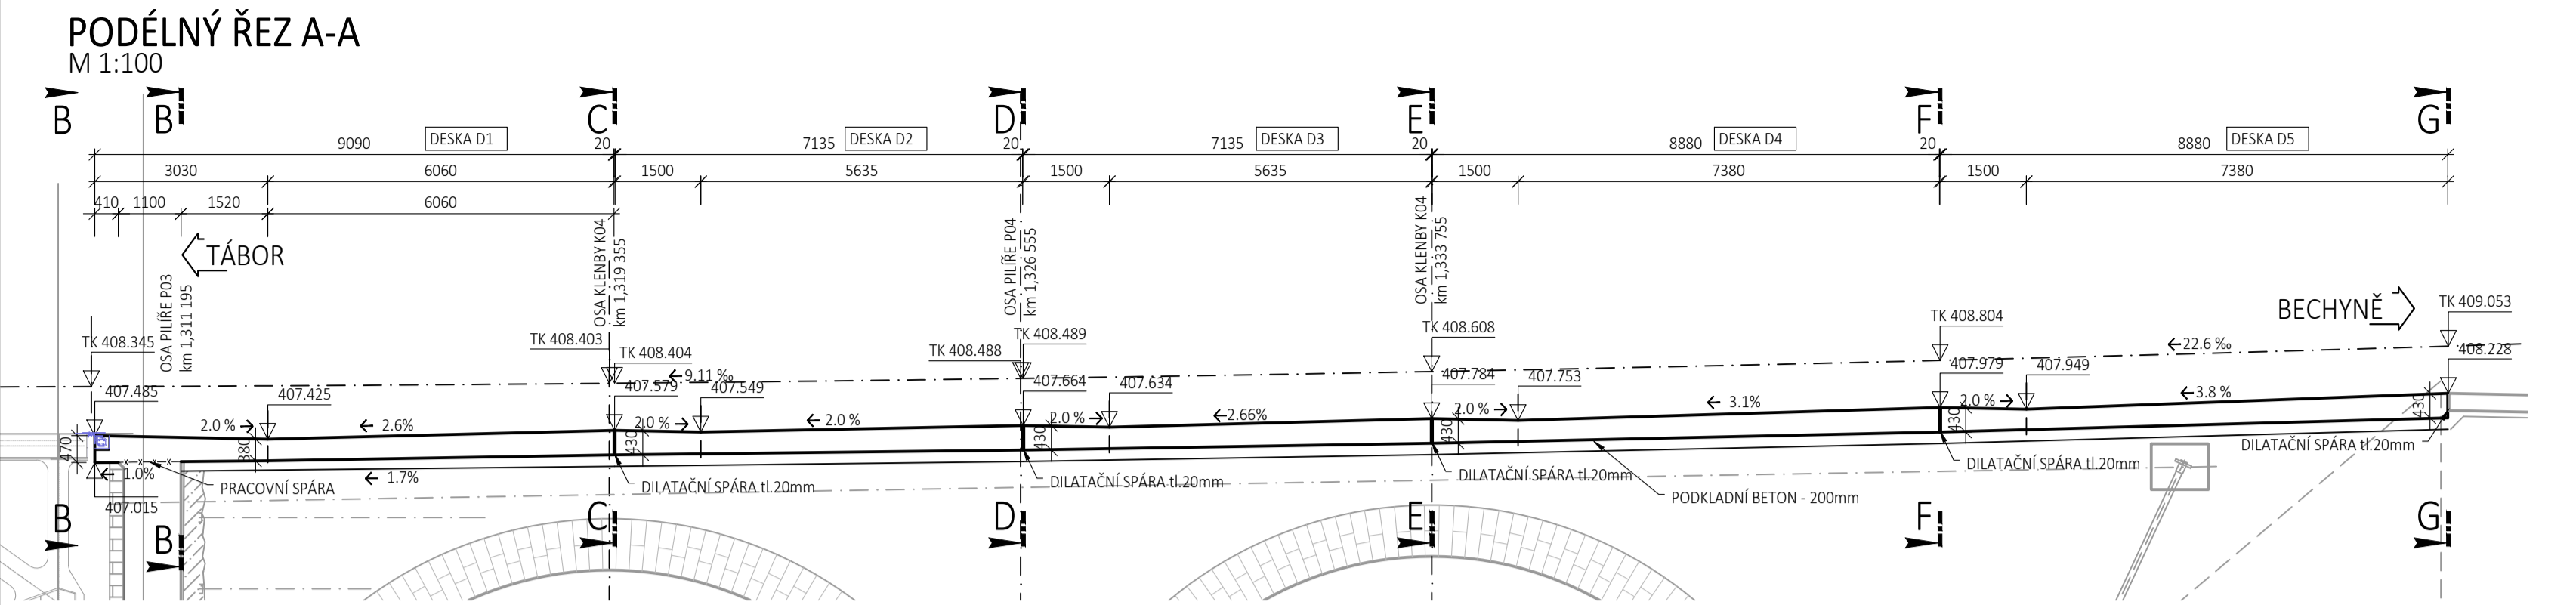 PODÉLNÝ ŘEZ A-A
M 1:100
B B C D E F G
9090 DESKA D1 20 7135 DESKA D2 20 7135 DESKA D3 20 8880 DESKA D4 20 8880 DESKA D5
3030 6060 1500 5635 1500 5635 1500 7380 1500 7380
410 1100 1520 6060
TÁBOR
OSA PILÍŘE P03
km 1,311 195
OSA KLENBY K04
km 1,319 355
OSA PILÍŘE P04
km 1,326 555
OSA KLENBY K04
km 1,333 755
BECHYNĚ
TK 408.345
TK 408.403
TK 408.404
TK 408.488
TK 408.489
TK 408.608
TK 408.804
TK 409.053
9.11 ‰
22.6 ‰
407.485
407.425
407.579
407.549
407.664
407.634
407.784
407.753
407.979
407.949
408.228
2.0 % 2.6% 2.0 % 2.0 % 2.0 % 2.66% 2.0 % 3.1% 2.0 % 3.8 %
470 380 430 430 430 430 430
1.0%
1.7%
407.015
PRACOVNÍ SPÁRA
DILATAČNÍ SPÁRA tl.20mm
DILATAČNÍ SPÁRA tl.20mm
DILATAČNÍ SPÁRA tl.20mm
PODKLADNÍ BETON - 200mm
DILATAČNÍ SPÁRA tl.20mm
DILATAČNÍ SPÁRA tl.20mm
B B C D E F G